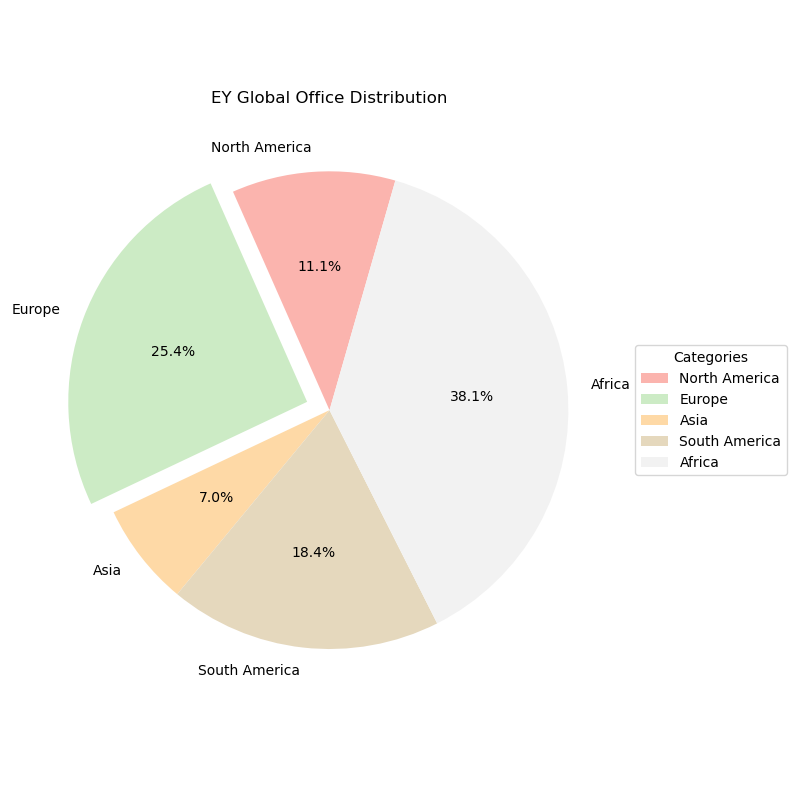 EY Global Office Distribution
North America
11.1%
Europe
25.4%
Africa
38.1%
Asia
7.0%
South America
18.4%
Categories
North America
Europe
Asia
South America
Africa